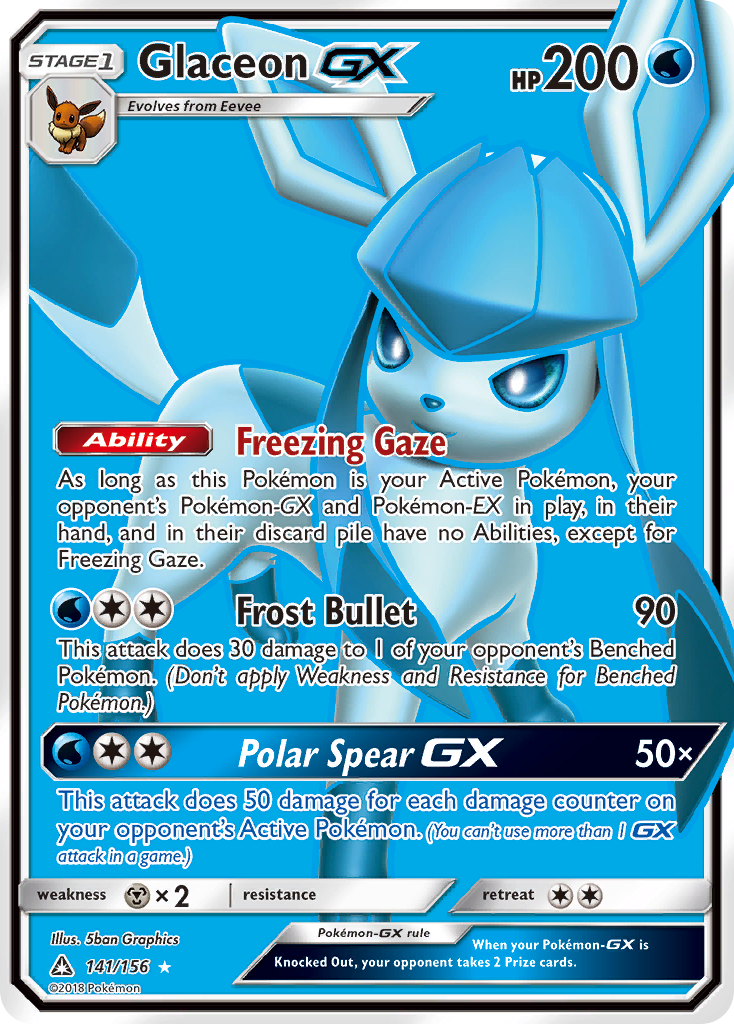 STAGE 1 Glaceon GX HP 200
Evolves from Eevee
Ability Freezing Gaze
As long as this Pokémon is your Active Pokémon, your
opponent's Pokémon-GX and Pokémon-EX in play, in their
hand, and in their discard pile have no Abilities, except for
Freezing Gaze.
Frost Bullet 90
This attack does 30 damage to 1 of your opponent's Benched
Pokémon. (Don't apply Weakness and Resistance for Benched
Pokémon.)
Polar Spear GX 50×
This attack does 50 damage for each damage counter on
your opponent's Active Pokémon. (You can't use more than 1 GX
attack in a game.)
weakness × 2 resistance retreat
Illus. 5ban Graphics
141/156
©2018 Pokémon
Pokémon-GX rule
When your Pokémon-GX is
Knocked Out, your opponent takes 2 Prize cards.